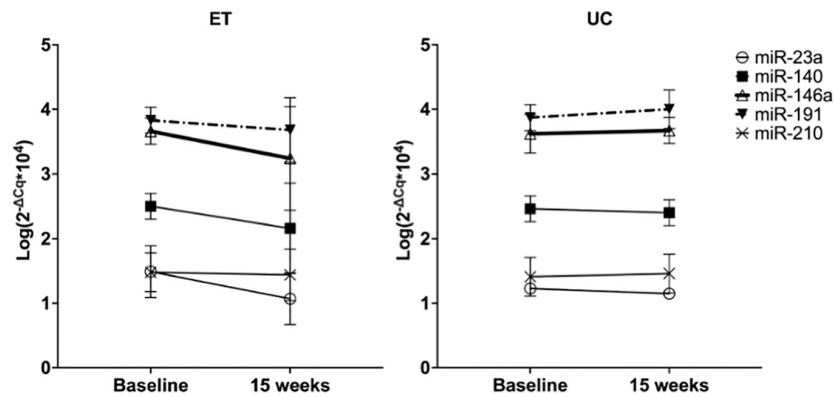 ET
5
4
3
2
1
0
Log(2^-ΔCq*10^4)
Baseline
15 weeks
UC
5
4
3
2
1
0
Log(2^-ΔCq*10^4)
Baseline
15 weeks
miR-23a
miR-140
miR-146a
miR-191
miR-210